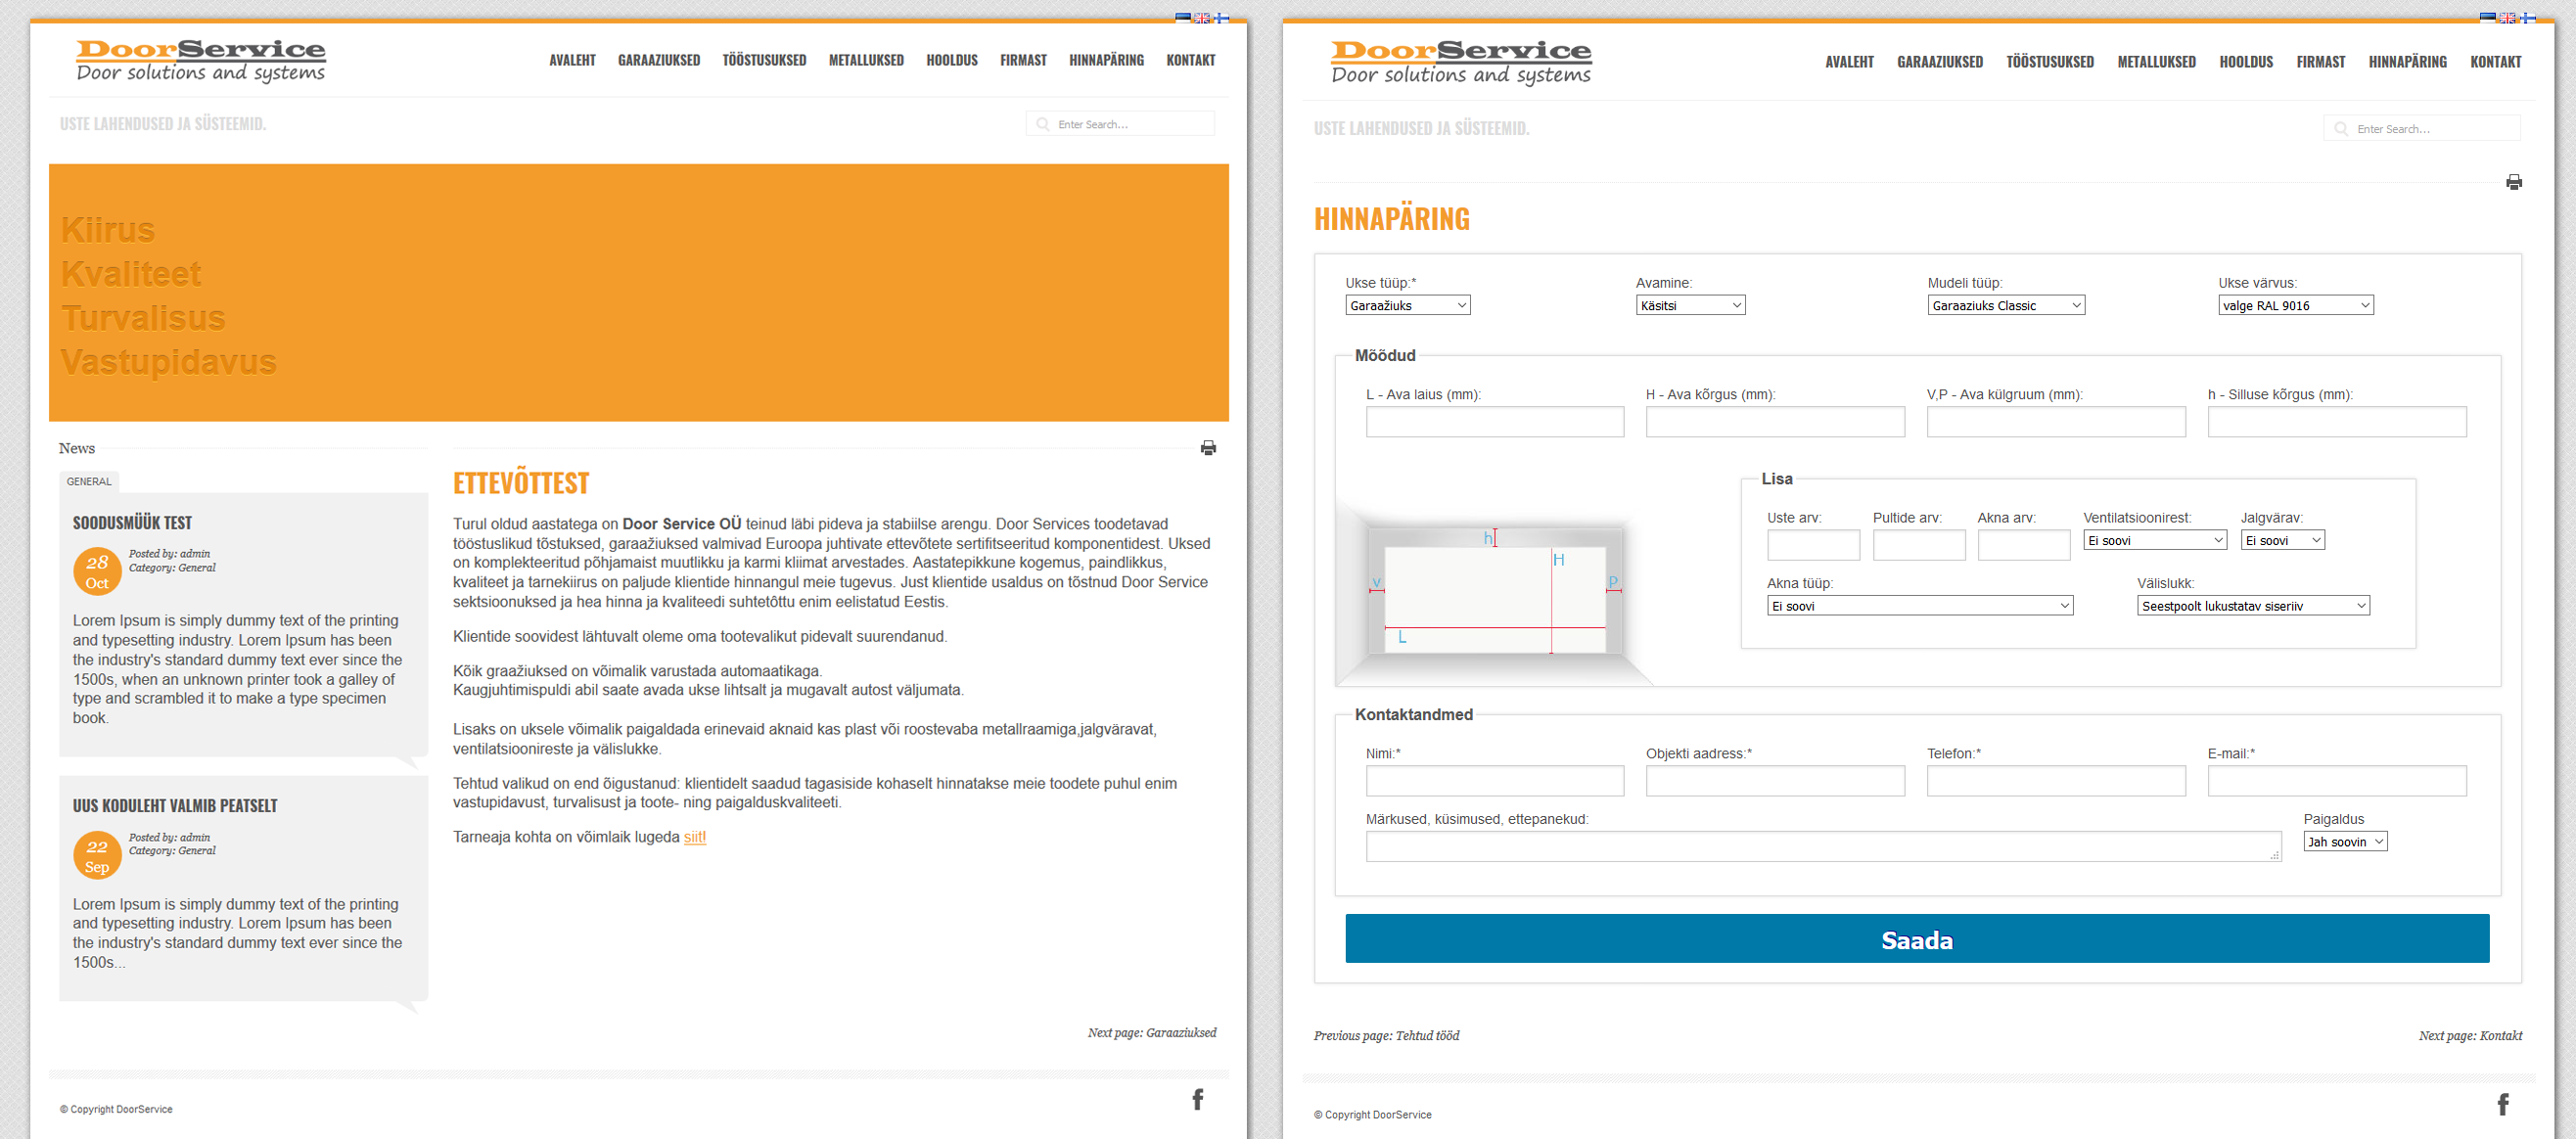 DoorService
Door solutions and systems
AVALEHT GARAAZIUKSED TÖÖSTUSUKSED METALLUKSED HOOLDUS FIRMAST HINNAPÄRING KONTAKT
USTE LAHENDUSED JA SÜSTEEMID.
Enter Search...
Kiirus
Kvaliteet
Turvalisus
Vastupidavus
News
GENERAL
SOODUSMÜÜK TEST
28
Oct
Posted by: admin
Category: General
Lorem Ipsum is simply dummy text of the printing
and typesetting industry. Lorem Ipsum has been
the industry's standard dummy text ever since the
1500s, when an unknown printer took a galley of
type and scrambled it to make a type specimen
book.
UUS KODULEHT VALMIB PEATSELT
22
Sep
Posted by: admin
Category: General
Lorem Ipsum is simply dummy text of the printing
and typesetting industry. Lorem Ipsum has been
the industry's standard dummy text ever since the
1500s...
ETTEVÕTTEST
Turul oldud aastatega on Door Service OÜ teinud läbi pideva ja stabiilse arengu. Door Services toodetavad
tööstuslikud tõstuksed, garaažiuksed valmivad Euroopa juhtivate ettevõtete sertifitseeritud komponentidest. Uksed
on komplekteeritud põhjamaist muutlikku ja karmi kliimat arvestades. Aastatepikkune kogemus, paindlikkus,
kvaliteet ja tarnekiirus on paljude klientide hinnangul meie tugevus. Just klientide usaldus on tõstnud Door Service
sektsioonuksed ja hea hinna ja kvaliteedi suhtetôttu enim eelistatud Eestis.
Klientide soovidest lähtuvalt oleme oma tootevalikut pidevalt suurendanud.
Kõik graažiuksed on võimalik varustada automaatikaga.
Kaugjuhtimispuldi abil saate avada ukse lihtsalt ja mugavalt autost väljumata.
Lisaks on uksele võimalik paigaldada erinevaid aknaid kas plast või roostevaba metallraamiga,jalgväravat,
ventilatsioonireste ja välislukke.
Tehtud valikud on end õigustanud: klientidelt saadud tagasiside kohaselt hinnatakse meie toodete puhul enim
vastupidavust, turvalisust ja toote- ning paigalduskvaliteeti.
Tarneaja kohta on võimlaik lugeda siit!
Next page: Garaaziuksed
© Copyright DoorService
DoorService
Door solutions and systems
AVALEHT GARAAZIUKSED TÖÖSTUSUKSED METALLUKSED HOOLDUS FIRMAST HINNAPÄRING KONTAKT
USTE LAHENDUSED JA SÜSTEEMID.
Enter Search...
HINNAPÄRING
Ukse tüüp:* Avamine: Mudeli tüüp: Ukse värvus:
Garaažiuks Käsitsi Garaaziuks Classic valge RAL 9016
Möödud
L - Ava laius (mm): H - Ava kõrgus (mm): V,P - Ava külgruum (mm): h - Silluse kõrgus (mm):
h
H
V
P
L
Lisa
Uste arv: Pultide arv: Akna arv: Ventilatsioonirest: Jalgvärav:
Ei soovi Ei soovi
Akna tüüp: Välislukk:
Ei soovi Seestpoolt lukustatav siseriiv
Kontaktandmed
Nimi:* Objekti aadress:* Telefon:* E-mail:*
Märkused, küsimused, ettepanekud: Paigaldus
Jah soovin
Saada
Previous page: Tehtud tööd Next page: Kontakt
© Copyright DoorService